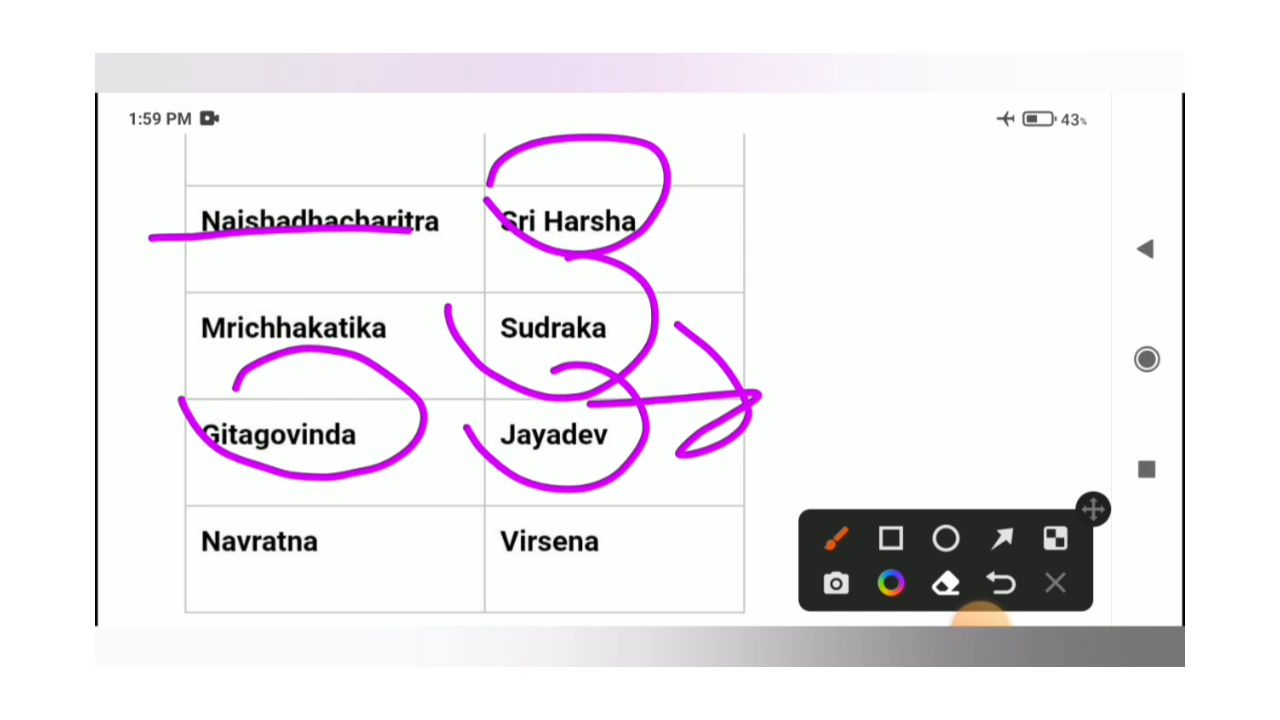 1:59 PM
43%
Naishadhacharitra Sri Harsha
Mrichhakatika Sudraka
Gitagovinda Jayadev
Navratna Virsena